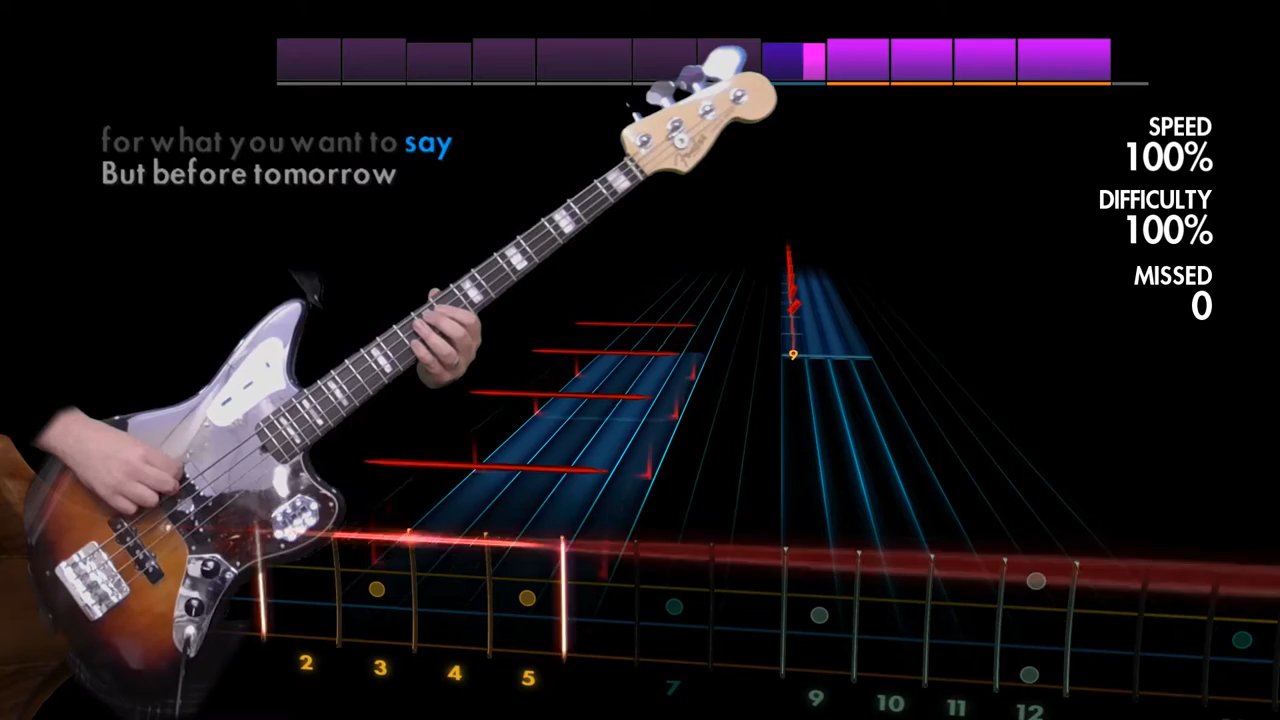 for what you want to say
But before tomorrow
SPEED
100%
DIFFICULTY
100%
MISSED
0
9
2 3 4 5 7 9 10 11 12